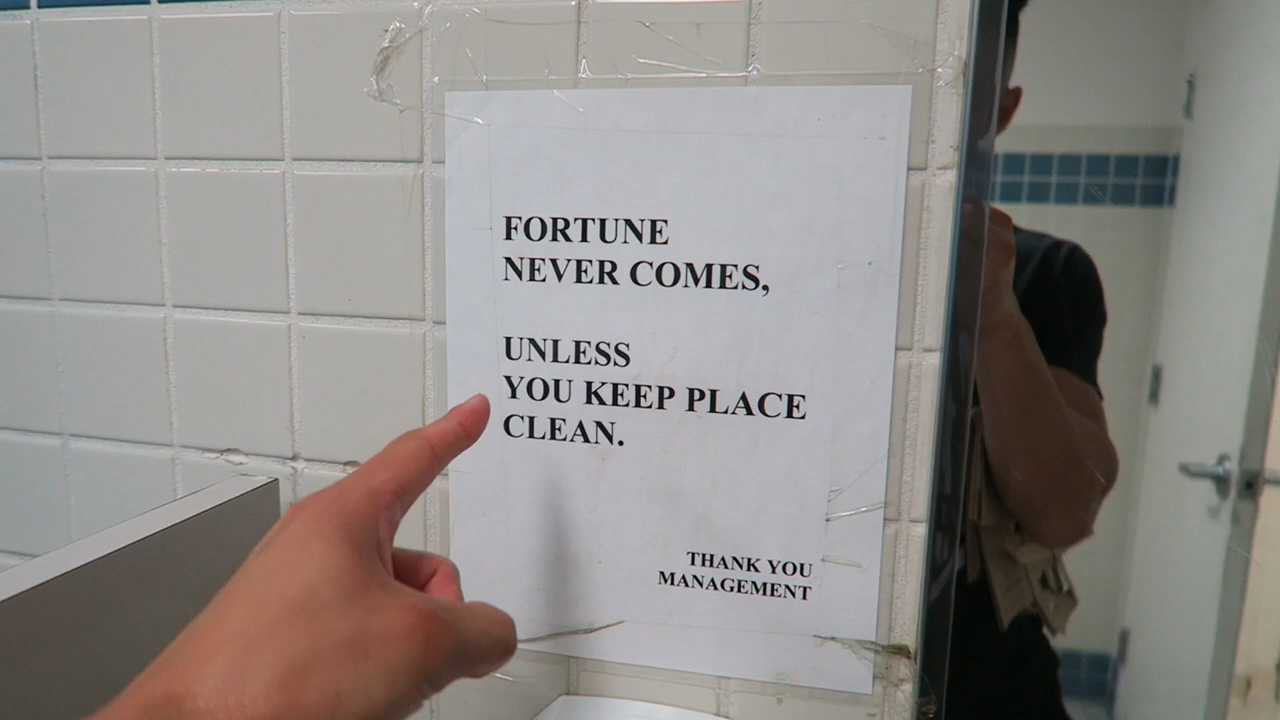 FORTUNE
NEVER COMES,
UNLESS
YOU KEEP PLACE
CLEAN.
THANK YOU
MANAGEMENT